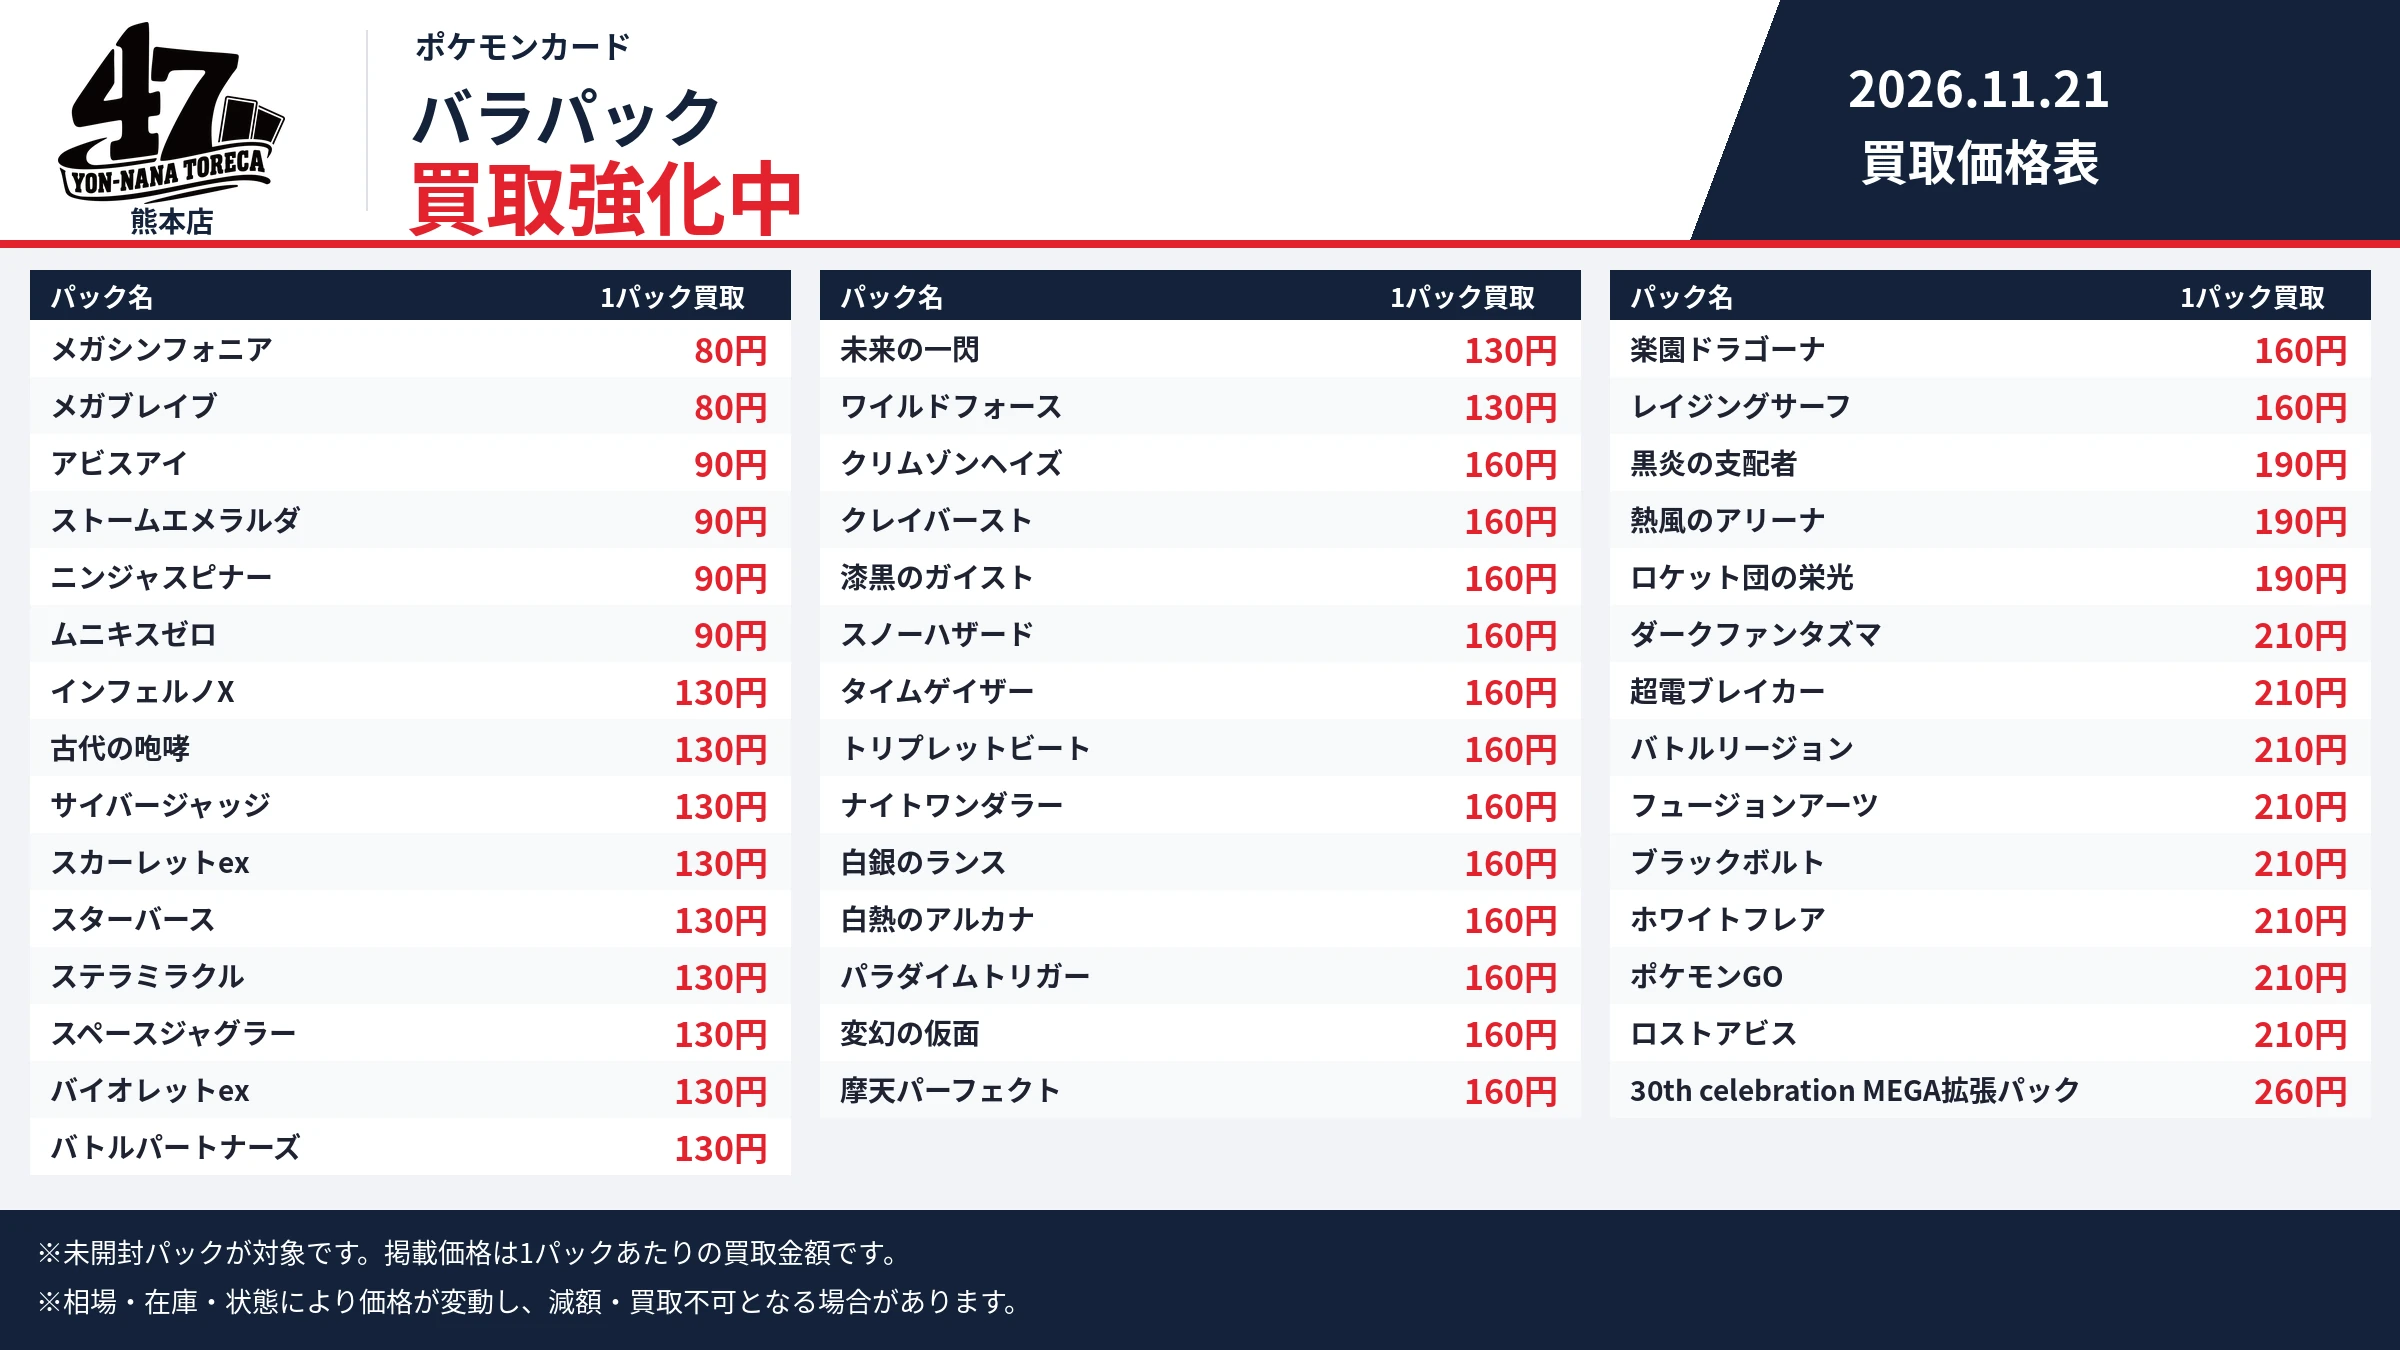 47
YON-NANA TORECA
熊本店
ポケモンカード
バラパック
買取強化中
2026.11.21
買取価格表
パック名 1パック買取
メガシンフォニア 80円
メガブレイブ 80円
アビスアイ 90円
ストームエメラルダ 90円
ニンジャスピナー 90円
ムニキスゼロ 90円
インフェルノX 130円
古代の咆哮 130円
サイバージャッジ 130円
スカーレットex 130円
スターバース 130円
ステラミラクル 130円
スペースジャグラー 130円
バイオレットex 130円
バトルパートナーズ 130円
パック名 1パック買取
未来の一閃 130円
ワイルドフォース 130円
クリムゾンヘイズ 160円
クレイバースト 160円
漆黒のガイスト 160円
スノーハザード 160円
タイムゲイザー 160円
トリプレットビート 160円
ナイトワンダラー 160円
白銀のランス 160円
白熱のアルカナ 160円
パラダイムトリガー 160円
変幻の仮面 160円
摩天パーフェクト 160円
パック名 1パック買取
楽園ドラゴーナ 160円
レイジングサーフ 160円
黒炎の支配者 190円
熱風のアリーナ 190円
ロケット団の栄光 190円
ダークファンタズマ 210円
超電ブレイカー 210円
バトルリージョン 210円
フュージョンアーツ 210円
ブラックボルト 210円
ホワイトフレア 210円
ポケモンGO 210円
ロストアビス 210円
30th celebration MEGA拡張パック 260円
※未開封パックが対象です。掲載価格は1パックあたりの買取金額です。
※相場・在庫・状態により価格が変動し、減額・買取不可となる場合があります。